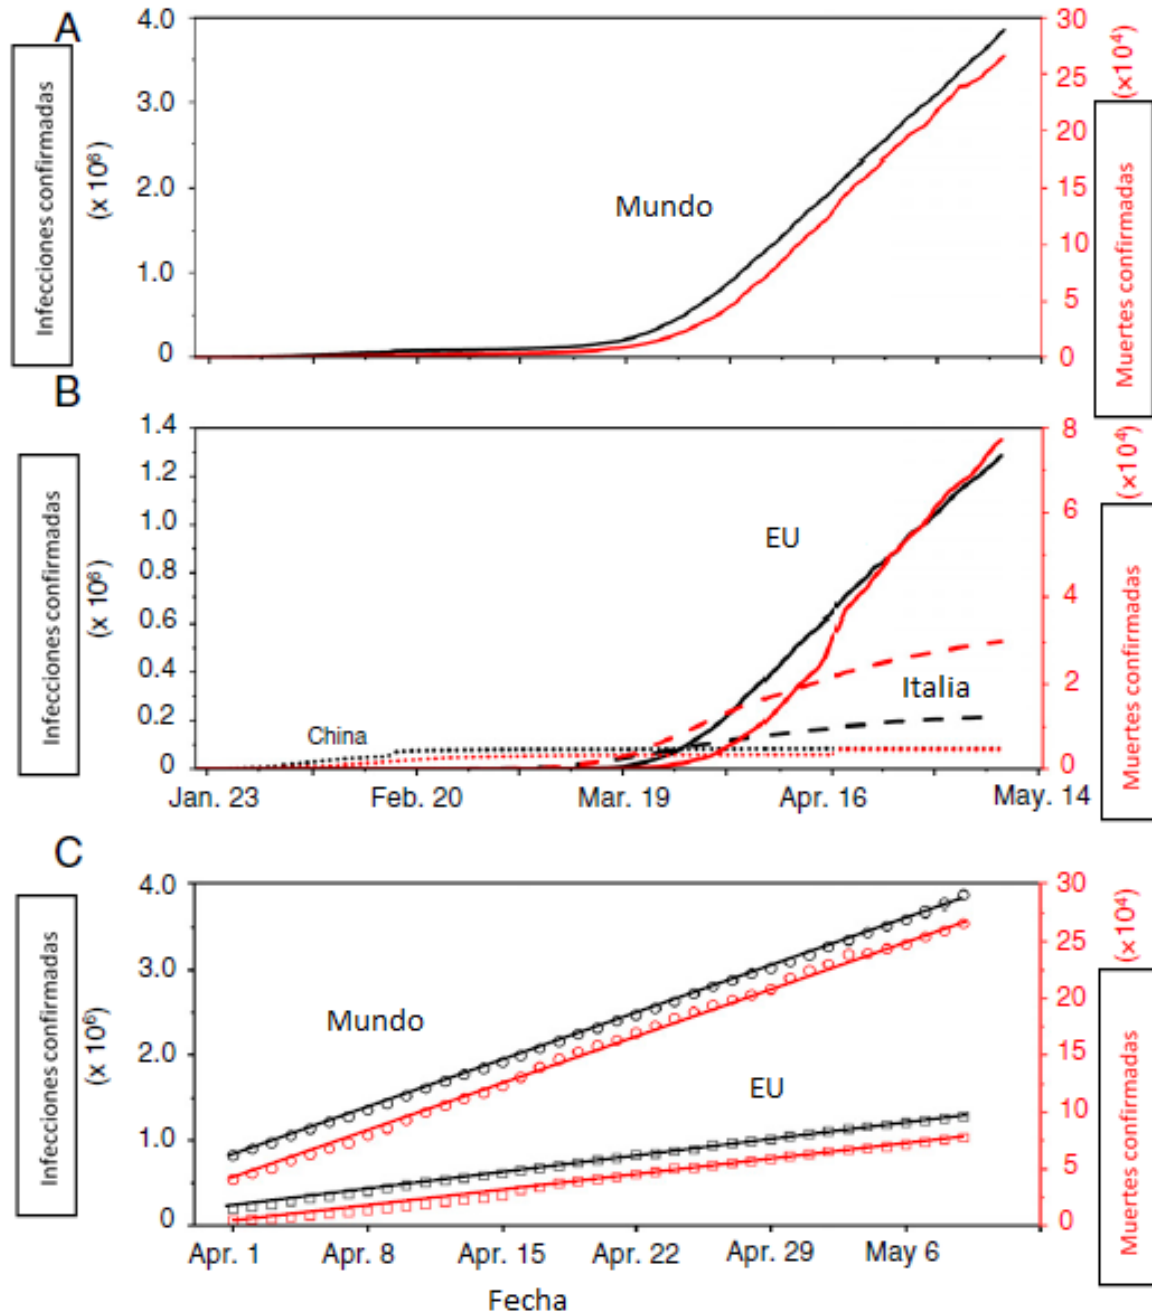 A
Infecciones confirmadas
(x 10⁶)
4.0
3.0
2.0
1.0
0
Mundo
30
25
20
15
10
5
0
(x10⁴)
Muertes confirmadas
B
Infecciones confirmadas
(x 10⁶)
1.4
1.2
1.0
0.8
0.6
0.4
0.2
0
EU
Italia
China
8
6
4
2
0
(x10⁴)
Muertes confirmadas
Jan. 23
Feb. 20
Mar. 19
Apr. 16
May. 14
C
Infecciones confirmadas
(x 10⁶)
4.0
3.0
2.0
1.0
0
Mundo
EU
30
25
20
15
10
5
0
(x10⁴)
Muertes confirmadas
Apr. 1
Apr. 8
Apr. 15
Apr. 22
Apr. 29
May 6
Fecha